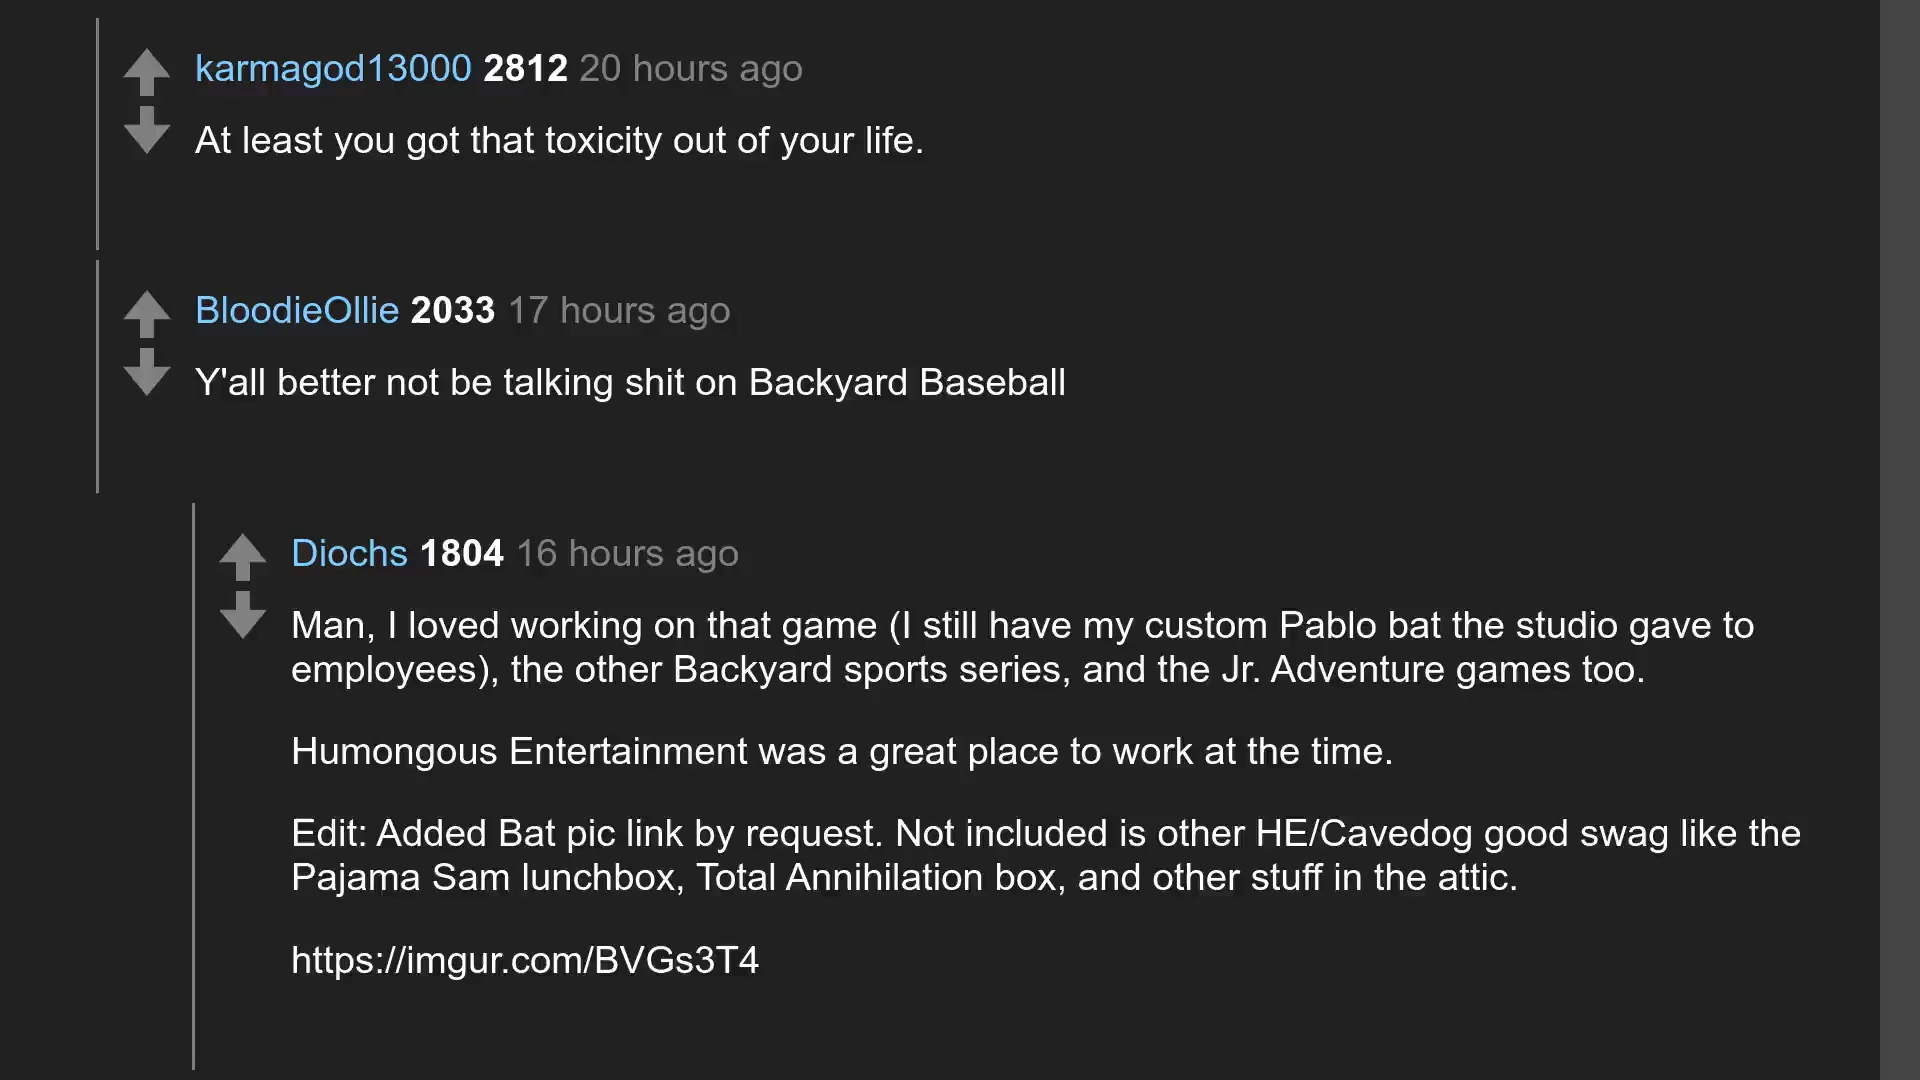 karmagod13000 2812 20 hours ago
At least you got that toxicity out of your life.
BloodieOllie 2033 17 hours ago
Y'all better not be talking shit on Backyard Baseball
Diochs 1804 16 hours ago
Man, I loved working on that game (I still have my custom Pablo bat the studio gave to
employees), the other Backyard sports series, and the Jr. Adventure games too.
Humongous Entertainment was a great place to work at the time.
Edit: Added Bat pic link by request. Not included is other HE/Cavedog good swag like the
Pajama Sam lunchbox, Total Annihilation box, and other stuff in the attic.
https://imgur.com/BVGs3T4